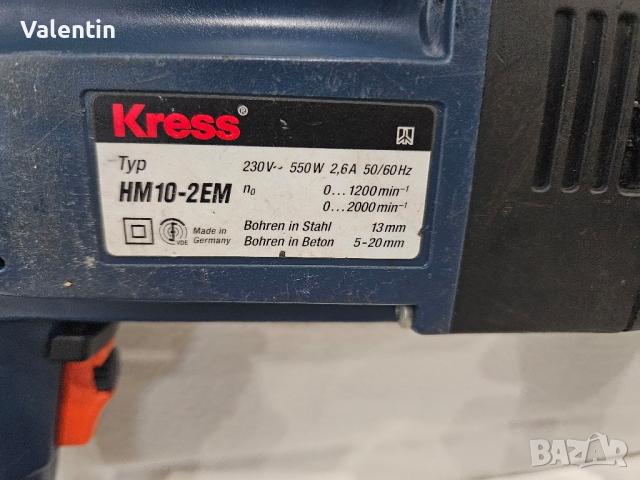 Valentin
Kress®
Typ
HM10-2EM
230V~ 550W 2,6A 50/60Hz
n₀ 0...1200min⁻¹
0...2000min⁻¹
Made in
Germany
VDE
Bohren in Stahl 13mm
Bohren in Beton 5-20mm
BAZAR